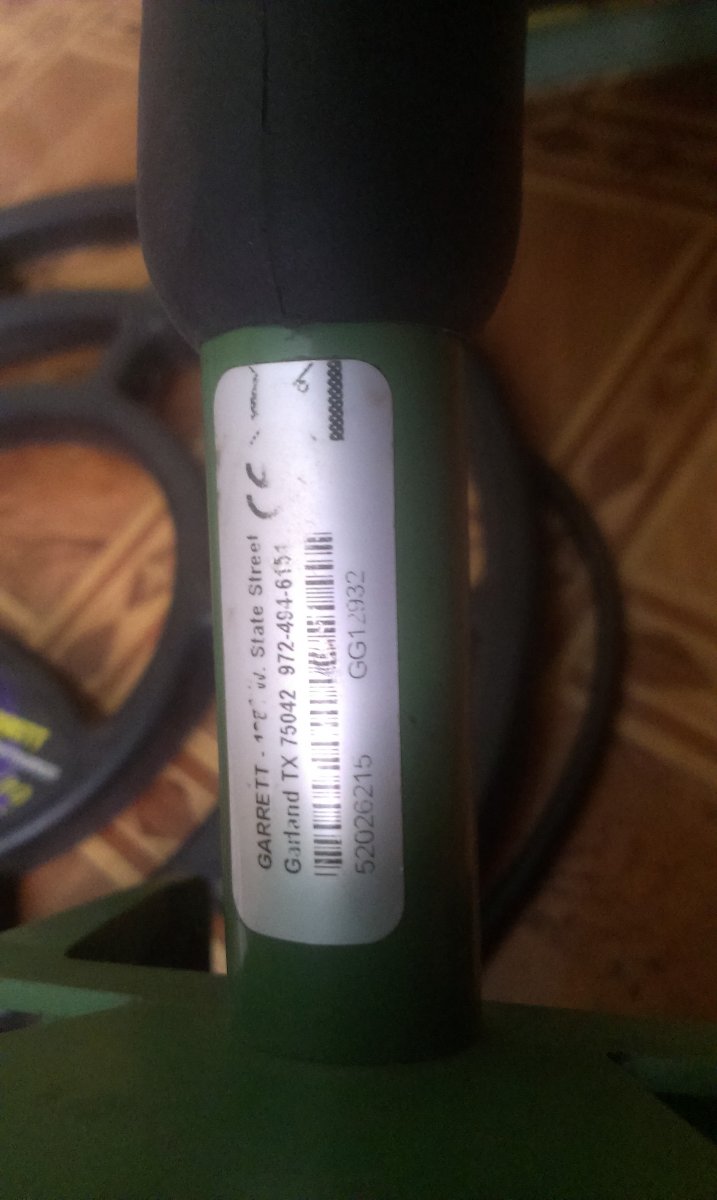 GARRETT - W. State Street
Garland TX 75042 972-494-6151
52026215 GG12932